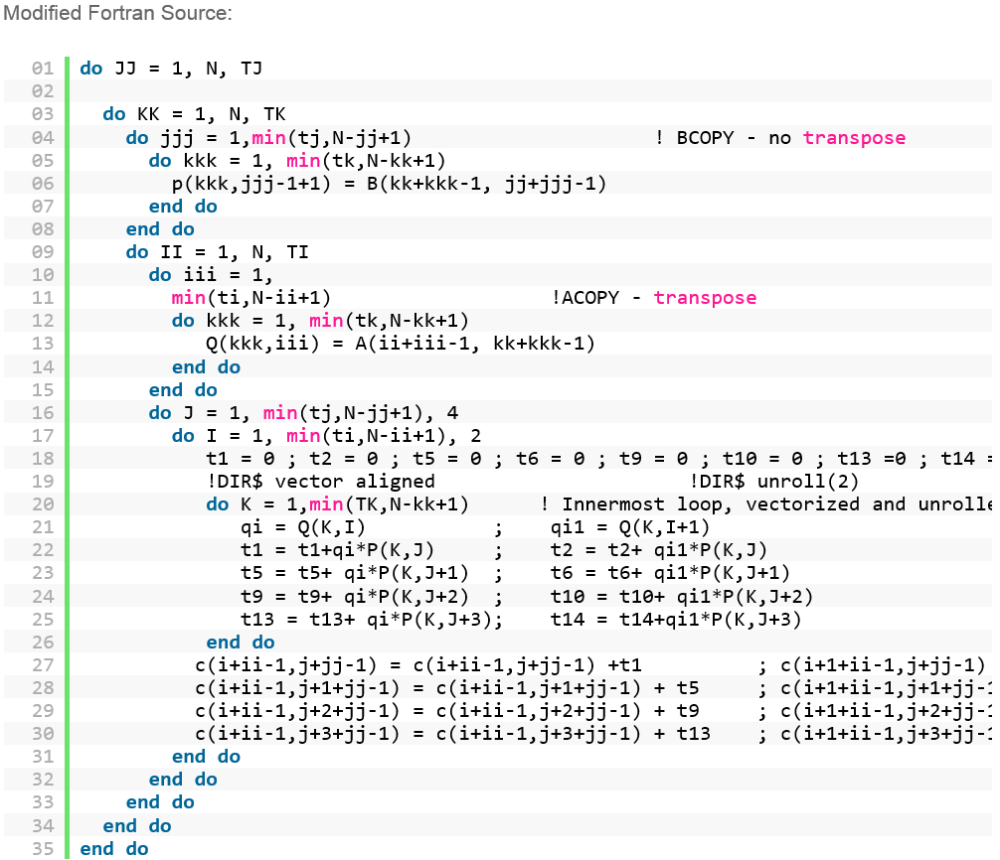 Modified Fortran Source:
01 do JJ = 1, N, TJ
02
03 do KK = 1, N, TK
04 do jjj = 1,min(tj,N-jj+1) ! BCOPY - no transpose
05 do kkk = 1, min(tk,N-kk+1)
06 p(kkk,jjj-1+1) = B(kk+kkk-1, jj+jjj-1)
07 end do
08 end do
09 do II = 1, N, TI
10 do iii = 1,
11 min(ti,N-ii+1) !ACOPY - transpose
12 do kkk = 1, min(tk,N-kk+1)
13 Q(kkk,iii) = A(ii+iii-1, kk+kkk-1)
14 end do
15 end do
16 do J = 1, min(tj,N-jj+1), 4
17 do I = 1, min(ti,N-ii+1), 2
18 t1 = 0 ; t2 = 0 ; t5 = 0 ; t6 = 0 ; t9 = 0 ; t10 = 0 ; t13 =0 ; t14 =
19 !DIR$ vector aligned !DIR$ unroll(2)
20 do K = 1,min(TK,N-kk+1) ! Innermost loop, vectorized and unrolle
21 qi = Q(K,I) ; qi1 = Q(K,I+1)
22 t1 = t1+qi*P(K,J) ; t2 = t2+ qi1*P(K,J)
23 t5 = t5+ qi*P(K,J+1) ; t6 = t6+ qi1*P(K,J+1)
24 t9 = t9+ qi*P(K,J+2) ; t10 = t10+ qi1*P(K,J+2)
25 t13 = t13+ qi*P(K,J+3); t14 = t14+qi1*P(K,J+3)
26 end do
27 c(i+ii-1,j+jj-1) = c(i+ii-1,j+jj-1) +t1 ; c(i+1+ii-1,j+jj-1)
28 c(i+ii-1,j+1+jj-1) = c(i+ii-1,j+1+jj-1) + t5 ; c(i+1+ii-1,j+1+jj-1
29 c(i+ii-1,j+2+jj-1) = c(i+ii-1,j+2+jj-1) + t9 ; c(i+1+ii-1,j+2+jj-1
30 c(i+ii-1,j+3+jj-1) = c(i+ii-1,j+3+jj-1) + t13 ; c(i+1+ii-1,j+3+jj-1
31 end do
32 end do
33 end do
34 end do
35 end do